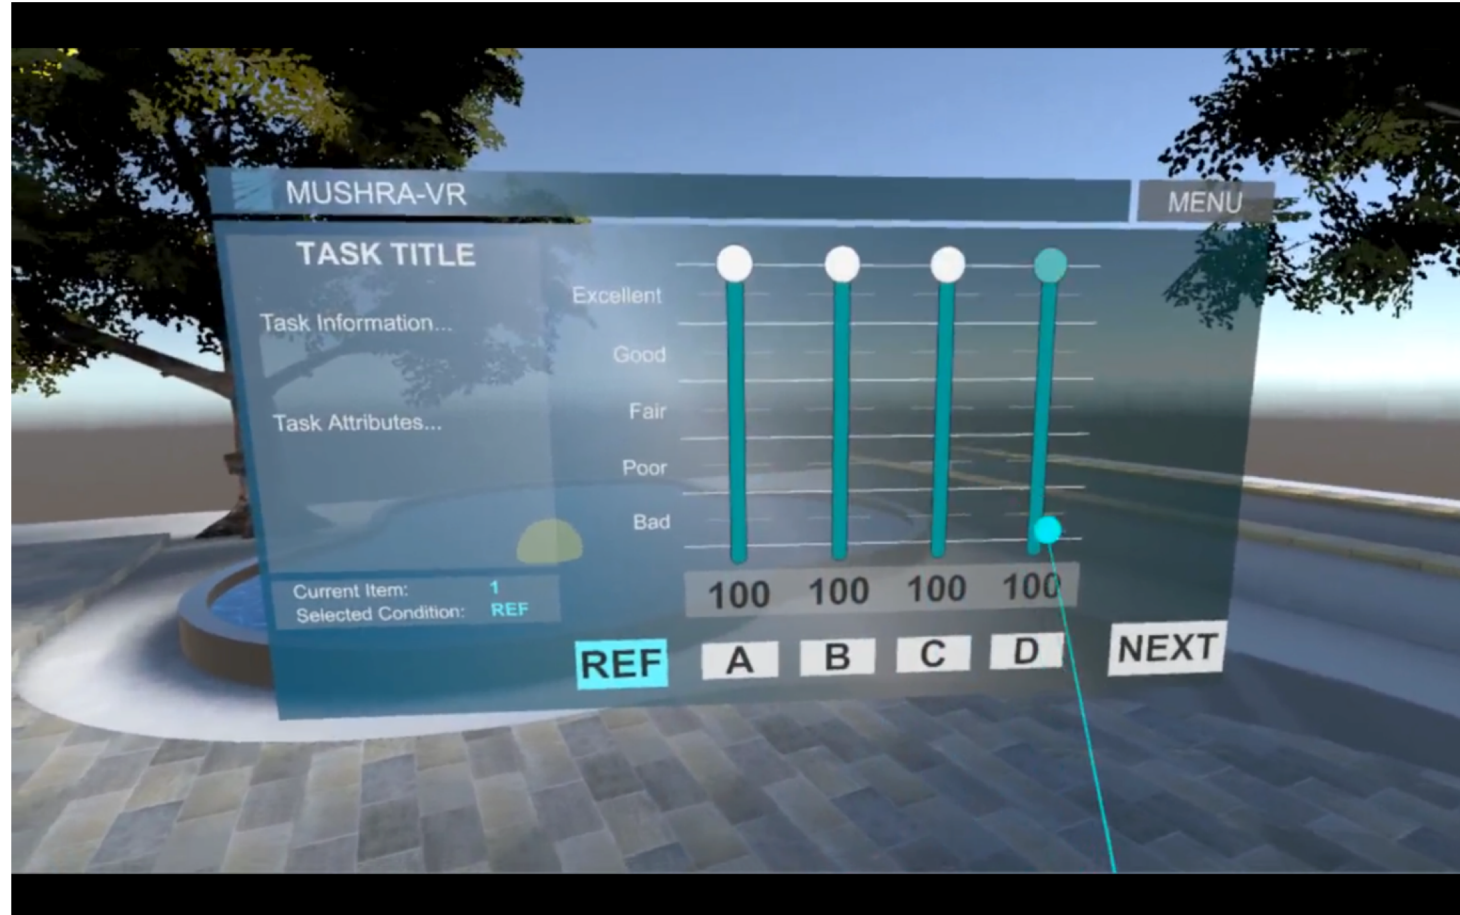 MUSHRA-VR
MENU
TASK TITLE
Task Information...
Task Attributes...
Excellent
Good
Fair
Poor
Bad
Current Item: 1
Selected Condition: REF
100 100 100 100
REF A B C D NEXT